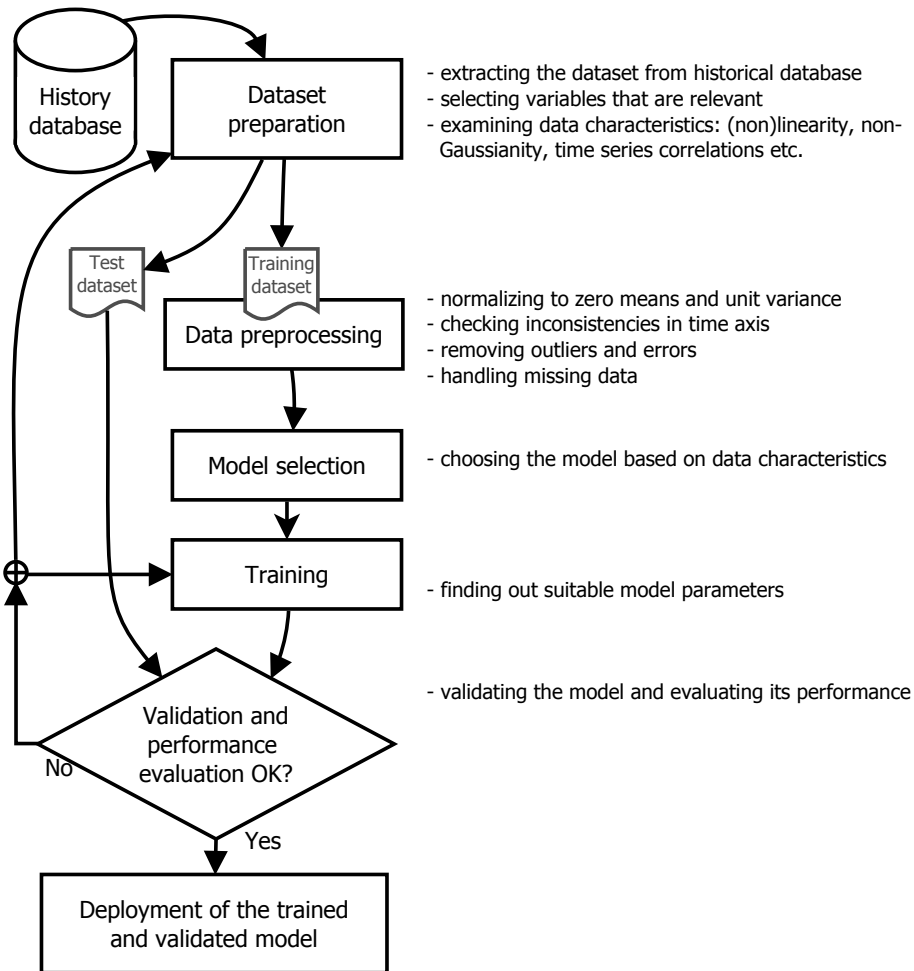 History
database
Dataset
preparation
- extracting the dataset from historical database
- selecting variables that are relevant
- examining data characteristics: (non)linearity, non-
Gaussianity, time series correlations etc.
Test
dataset
Training
dataset
Data preprocessing
- normalizing to zero means and unit variance
- checking inconsistencies in time axis
- removing outliers and errors
- handling missing data
Model selection
- choosing the model based on data characteristics
Training
- finding out suitable model parameters
Validation and
performance
evaluation OK?
- validating the model and evaluating its performance
No
Yes
Deployment of the trained
and validated model